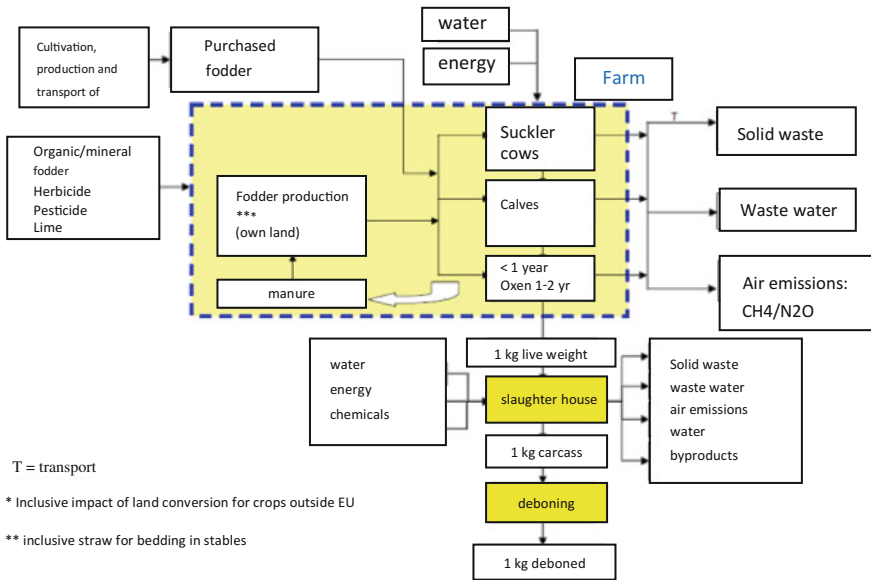 water
energy
Farm
Cultivation,
production and
transport of
Purchased
fodder
Organic/mineral
fodder
Herbicide
Pesticide
Lime
Fodder production
***
(own land)
manure
Suckler
cows
Calves
< 1 year
Oxen 1-2 yr
T
Solid waste
Waste water
Air emissions:
CH4/N2O
1 kg live weight
water
energy
chemicals
slaughter house
Solid waste
waste water
air emissions
water
byproducts
1 kg carcass
deboning
1 kg deboned
T = transport
* Inclusive impact of land conversion for crops outside EU
** inclusive straw for bedding in stables